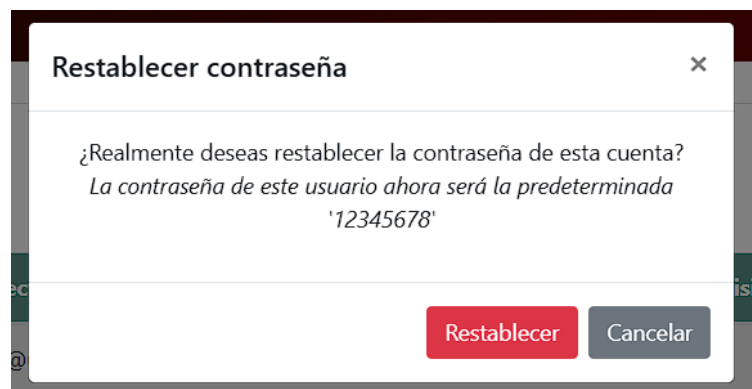 Restablecer contraseña
×
¿Realmente deseas restablecer la contraseña de esta cuenta?
La contraseña de este usuario ahora será la predeterminada
'12345678'
Restablecer
Cancelar
@